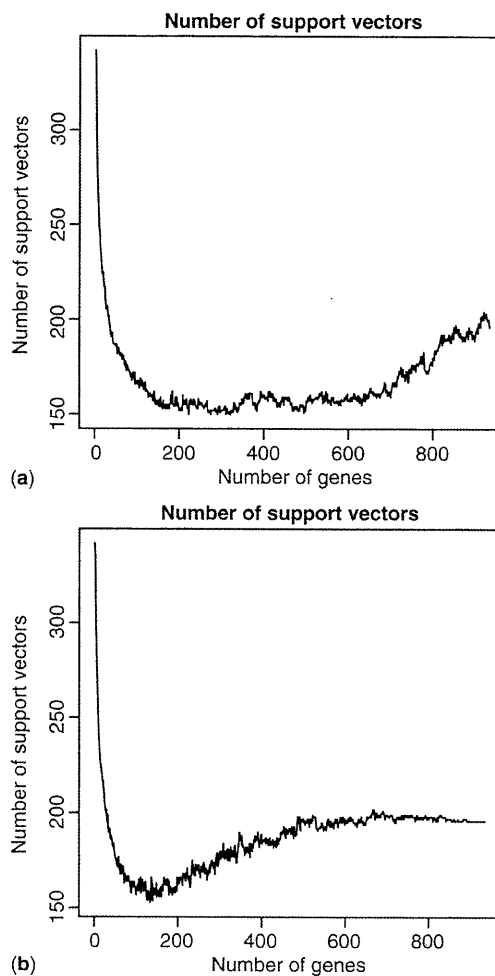 Number of support vectors
Number of support vectors
300
250
200
150
0
200
400
600
800
Number of genes
(a)
Number of support vectors
Number of support vectors
300
250
200
150
0
200
400
600
800
Number of genes
(b)